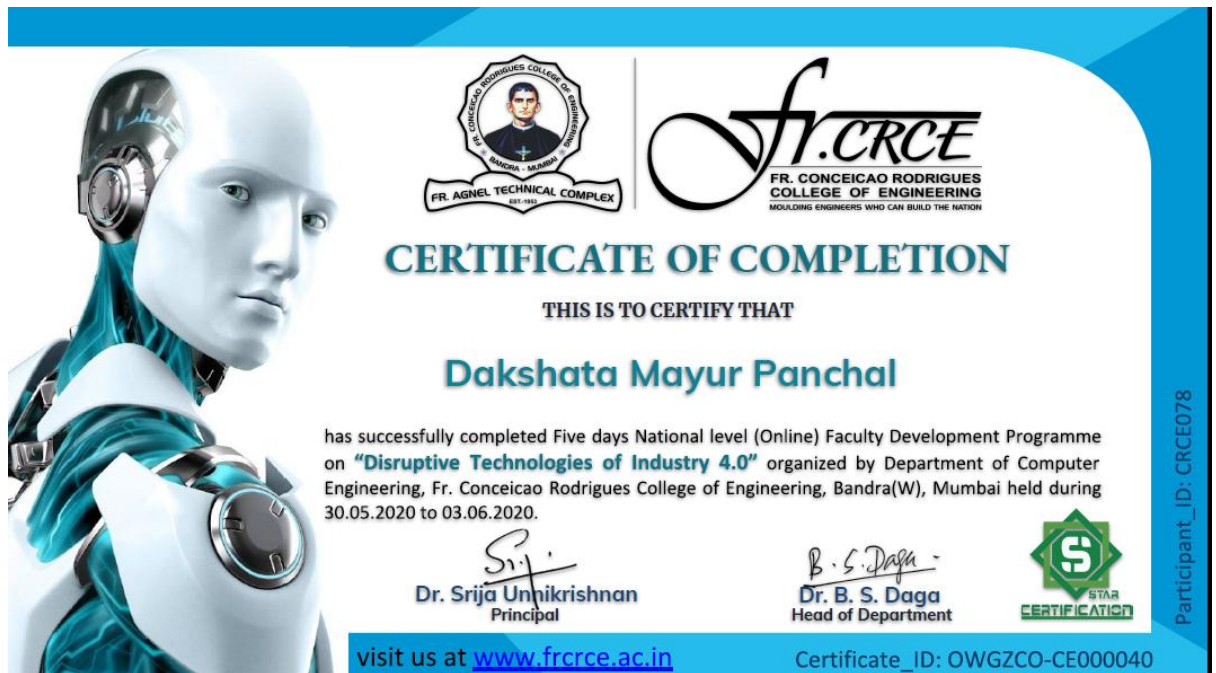 FR. CONCEICAO RODRIGUES COLLEGE OF ENGINEERING
BANDRA - MUMBAI
FR. AGNEL TECHNICAL COMPLEX
EST.-1952
fr.CRCE
FR. CONCEICAO RODRIGUES
COLLEGE OF ENGINEERING
MOULDING ENGINEERS WHO CAN BUILD THE NATION
CERTIFICATE OF COMPLETION
THIS IS TO CERTIFY THAT
Dakshata Mayur Panchal
has successfully completed Five days National level (Online) Faculty Development Programme
on “Disruptive Technologies of Industry 4.0” organized by Department of Computer
Engineering, Fr. Conceicao Rodrigues College of Engineering, Bandra(W), Mumbai held during
30.05.2020 to 03.06.2020.
B. S. Daga
Dr. Srija Unnikrishnan
Principal
Dr. B. S. Daga
Head of Department
S
STAR
CERTIFICATION
Participant_ID: CRCE078
visit us at www.frcrce.ac.in
Certificate_ID: OWGZCO-CE000040